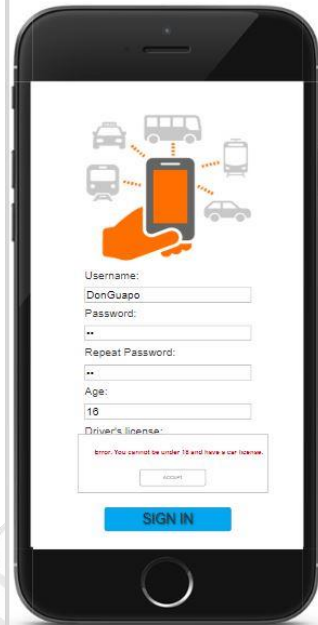 Username:
DonGuapo
Password:
••
Repeat Password:
••
Age:
16
Driver's license:
Error. You cannot be under 18 and have a car license.
Accept
SIGN IN